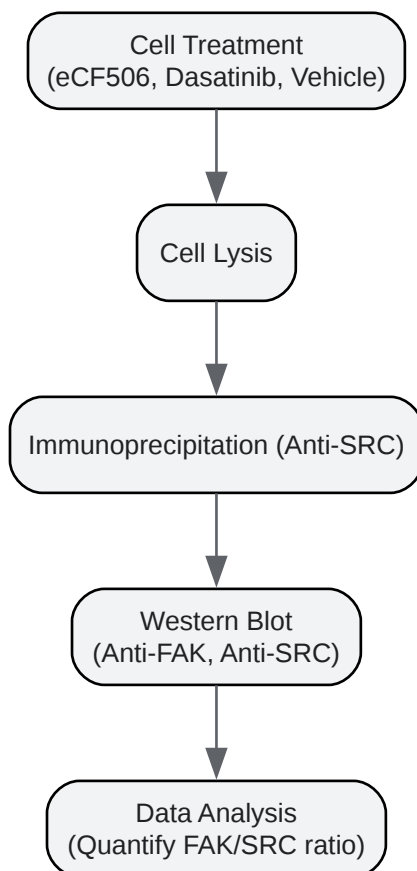 Cell Treatment
(eCF506, Dasatinib, Vehicle)
Cell Lysis
Immunoprecipitation (Anti-SRC)
Western Blot
(Anti-FAK, Anti-SRC)
Data Analysis
(Quantify FAK/SRC ratio)